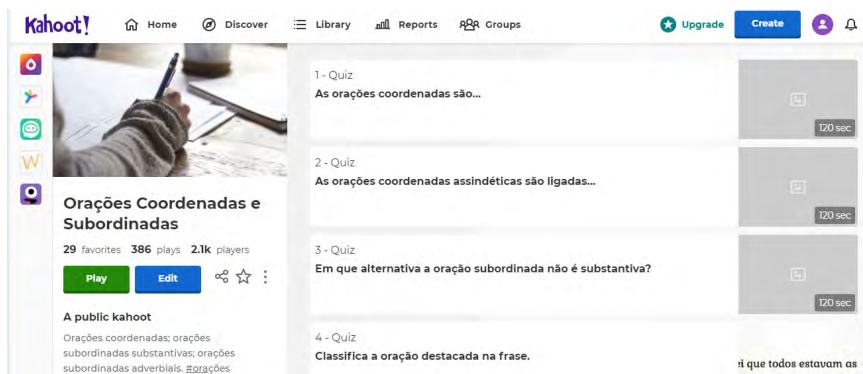 Kahoot!
Home
Discover
Library
Reports
Groups
Upgrade
Create
Orações Coordenadas e
Subordinadas
29 favorites 386 plays 2.1k players
Play
Edit
A public kahoot
Orações coordenadas; orações
subordinadas substantivas; orações
subordinadas adverbiais. #orações
1 - Quiz
As orações coordenadas são...
120 sec
2 - Quiz
As orações coordenadas assindéticas são ligadas...
120 sec
3 - Quiz
Em que alternativa a oração subordinada não é substantiva?
120 sec
4 - Quiz
Classifica a oração destacada na frase.
que todos estavam as